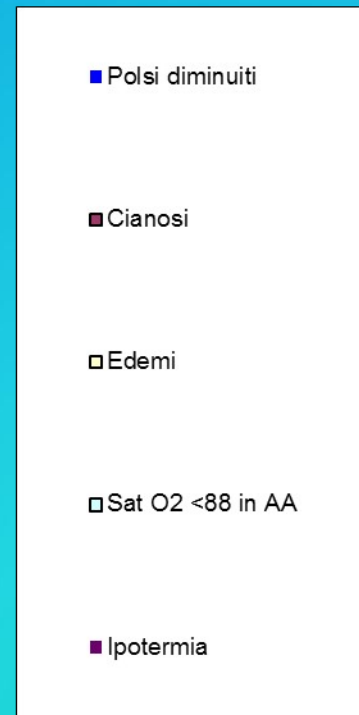 Polsi diminuiti
Cianosi
Edemi
Sat O2 <88 in AA
Ipotermia